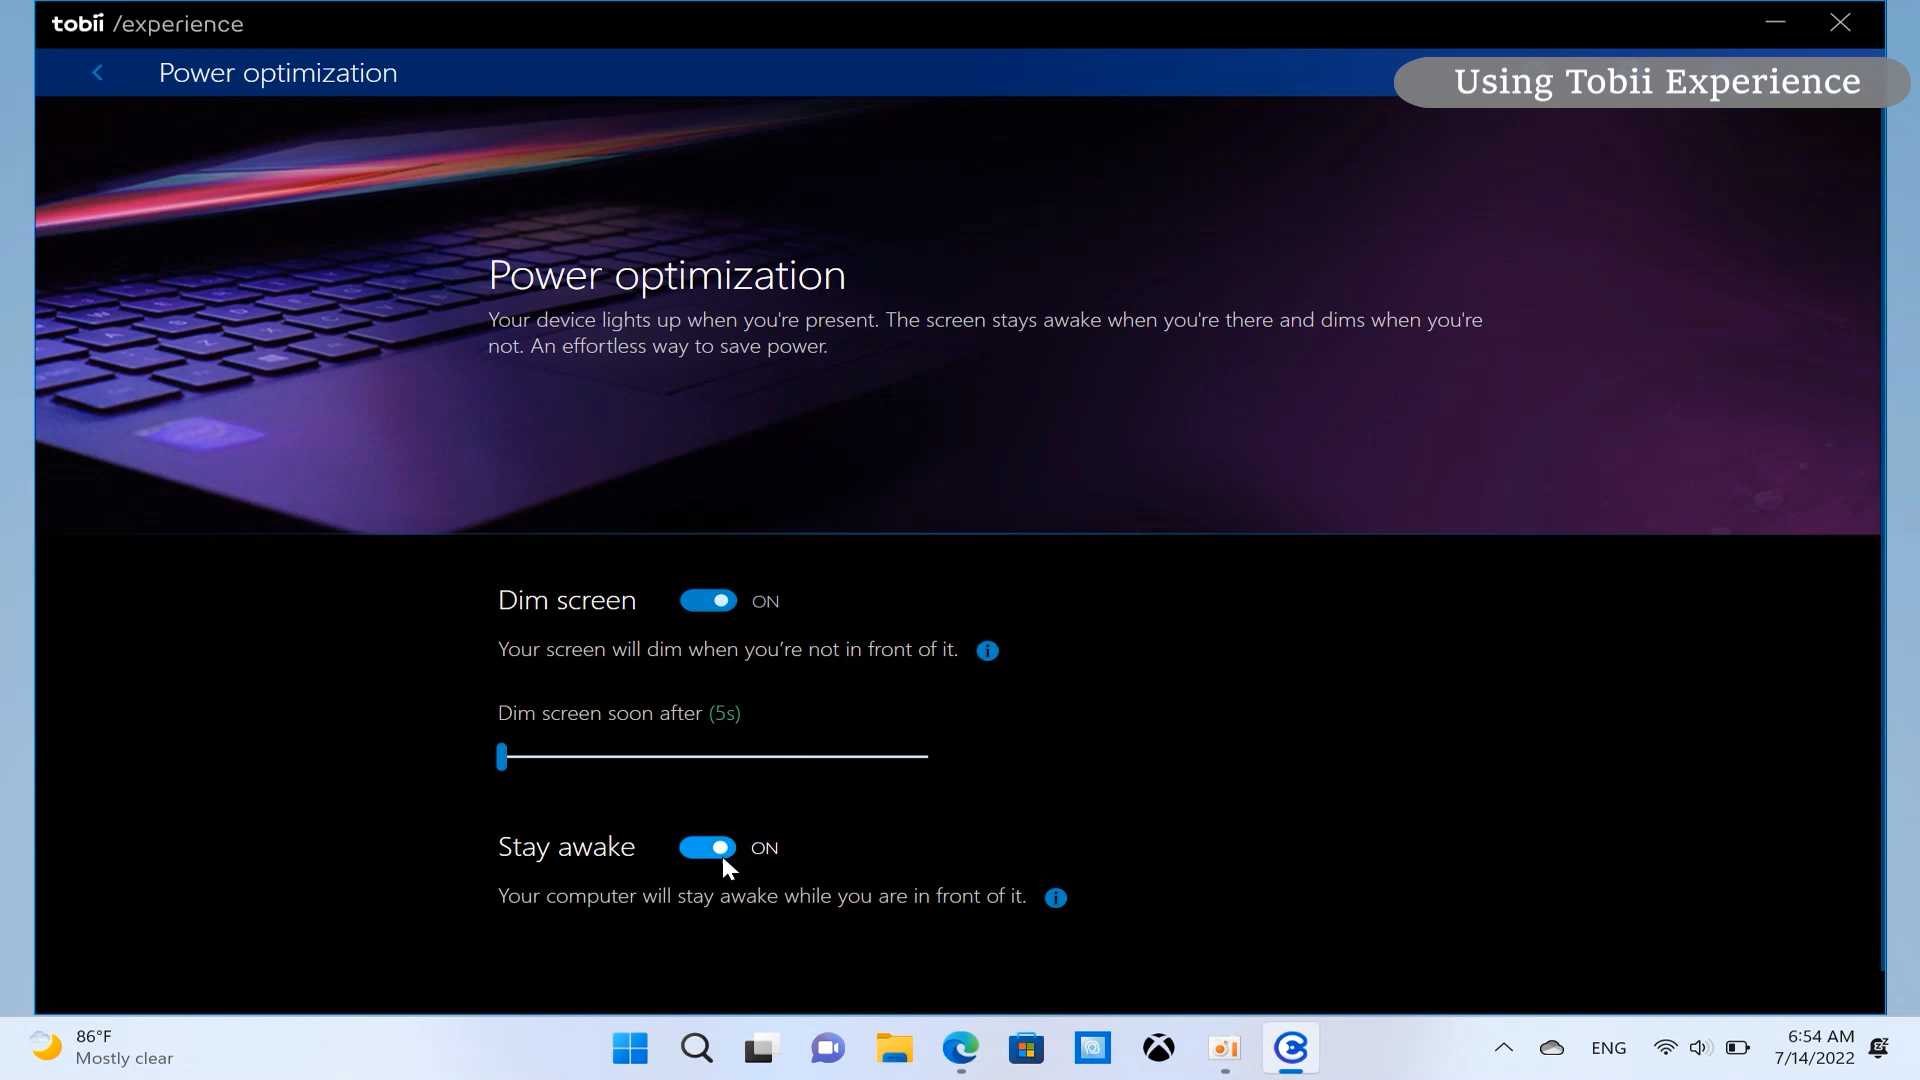 tobii /experience
Power optimization
Using Tobii Experience
Power optimization
Your device lights up when you're present. The screen stays awake when you're there and dims when you're
not. An effortless way to save power.
Dim screen ON
Your screen will dim when you’re not in front of it.
Dim screen soon after (5s)
Stay awake ON
Your computer will stay awake while you are in front of it.
86°F
Mostly clear
ENG
6:54 AM
7/14/2022